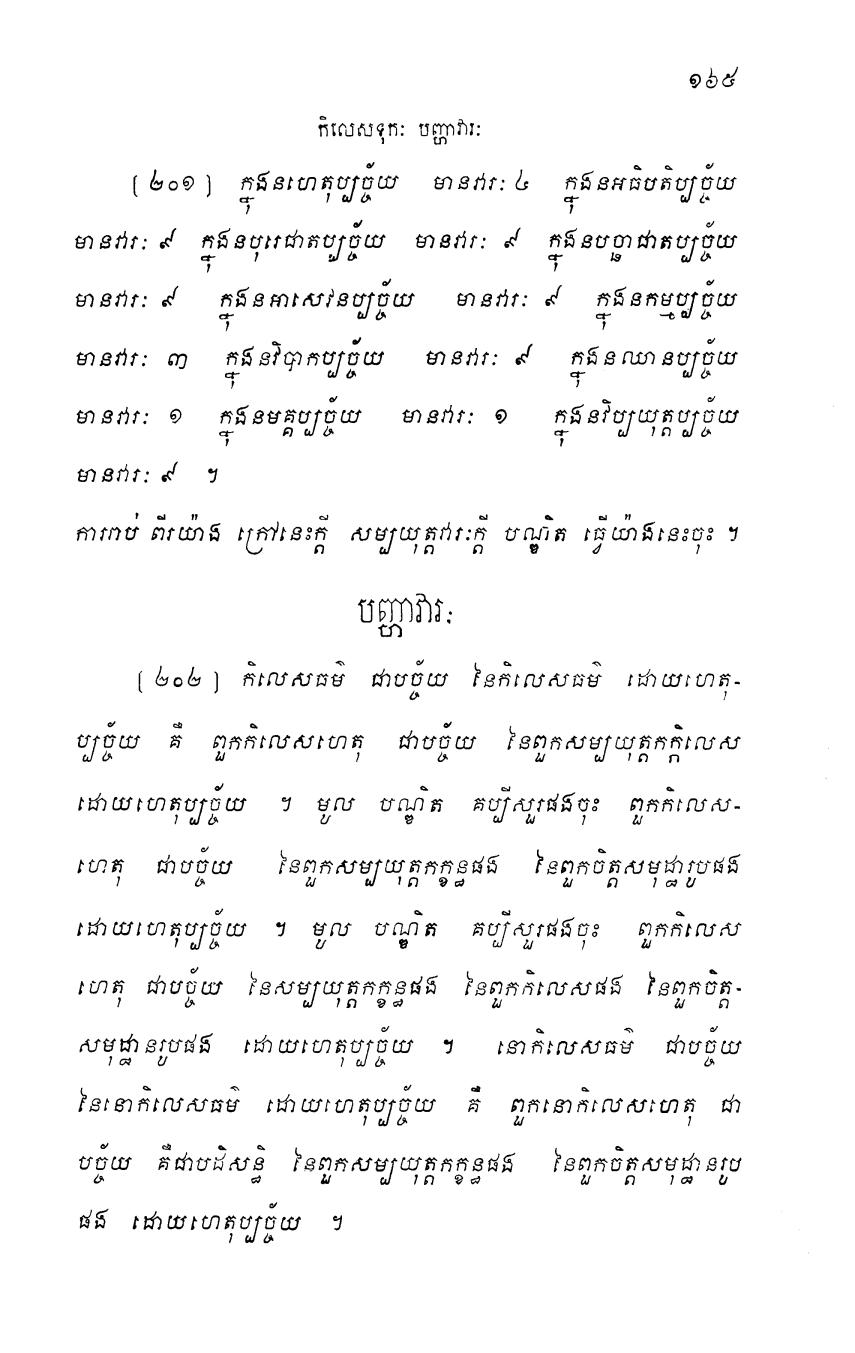 ១៦៥
កិលេសទុកៈ បញ្ហាវារៈ
(២០១) ក្នុងនហេតុប្បច្ច័យ មានវារៈ ៤ ក្នុងនអធិបតិប្បច្ច័យ
មានវារៈ ៩ ក្នុងនបុរេជាតប្បច្ច័យ មានវារៈ ៩ ក្នុងនបច្ឆាជាតប្បច្ច័យ
មានវារៈ ៩ ក្នុងនអាសេវនប្បច្ច័យ មានវារៈ ៩ ក្នុងនកម្មប្បច្ច័យ
មានវារៈ ៣ ក្នុងនវិបាកប្បច្ច័យ មានវារៈ ៩ ក្នុងនឈានប្បច្ច័យ
មានវារៈ ១ ក្នុងនមគ្គប្បច្ច័យ មានវារៈ ១ ក្នុងនវិប្បយុត្តប្បច្ច័យ
មានវារៈ ៩ ។
ការរាប់ ពីរយ៉ាង ក្រៅនេះក្តី សម្បយុត្តវារៈក្តី បណ្ឌិត ធ្វើយ៉ាងនេះចុះ ។
បញ្ហាវារៈ
(២០២) កិលេសធម៌ ជាបច្ច័យ នៃកិលេសធម៌ ដោយហេតុ-
ប្បច្ច័យ គឺ ពួកកិលេសហេតុ ជាបច្ច័យ នៃពួកសម្បយុត្តកក្កិលេស
ដោយហេតុប្បច្ច័យ ។ មូល បណ្ឌិត គប្បីសួរផងចុះ ពួកកិលេស-
ហេតុ ជាបច្ច័យ នៃពួកសម្បយុត្តកក្ខន្ធផង នៃពួកចិត្តសមុដ្ឋានរូបផង
ដោយហេតុប្បច្ច័យ ។ មូល បណ្ឌិត គប្បីសួរផងចុះ ពួកកិលេស
ហេតុ ជាបច្ច័យ នៃសម្បយុត្តកក្ខន្ធផង នៃពួកកិលេសផង នៃពួកចិត្ត-
សមុដ្ឋានរូបផង ដោយហេតុប្បច្ច័យ ។ នោកិលេសធម៌ ជាបច្ច័យ
នៃនោកិលេសធម៌ ដោយហេតុប្បច្ច័យ គឺ ពួកនោកិលេសហេតុ ជា
បច្ច័យ គឺជាបដិសន្ធិ នៃពួកសម្បយុត្តកក្ខន្ធផង នៃពួកចិត្តសមុដ្ឋានរូប
ផង ដោយហេតុប្បច្ច័យ ។